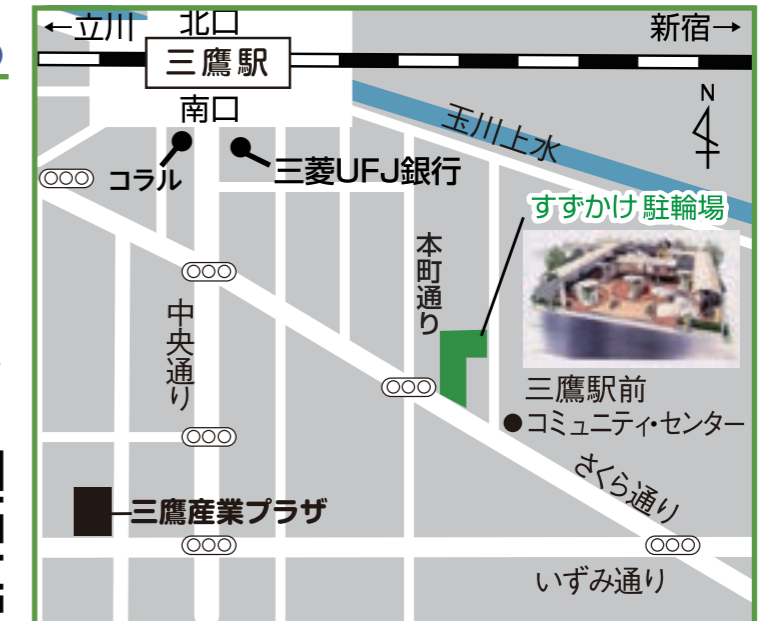 ←立川
北口
新宿→
三鷹駅
南口
N
玉川上水
コラル
三菱UFJ銀行
すずかけ駐輪場
本町通り
中央通り
三鷹駅前
コミュニティ・センター
さくら通り
三鷹産業プラザ
いずみ通り